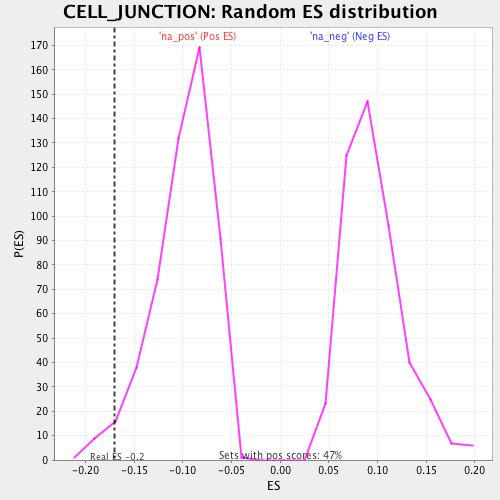 CELL_JUNCTION: Random ES distribution
'na_pos' (Pos ES)
'na_neg' (Neg ES)
170
160
150
140
130
120
110
100
90
80
70
60
50
40
30
20
10
0
P(ES)
Real ES -0.2
Sets with pos scores: 47%
-0.20 -0.15 -0.10 -0.05 0.00 0.05 0.10 0.15 0.20
ES